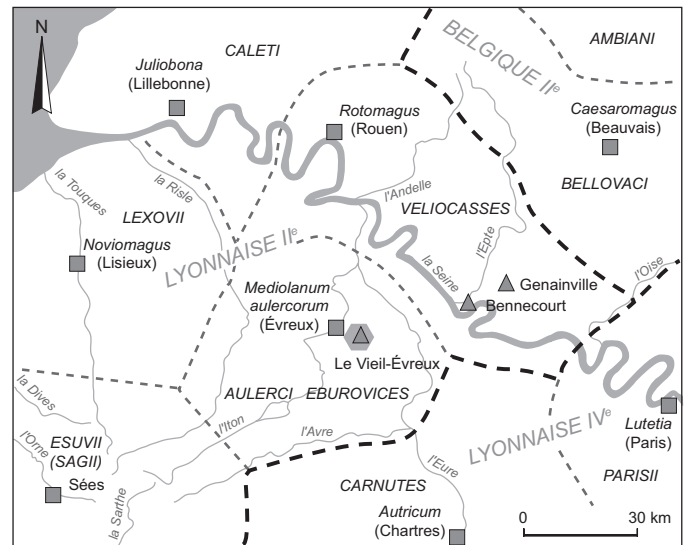 N
CALETI
Juliobona
(Lillebonne)
BELGIQUE IIe
AMBIANI
Rotomagus
(Rouen)
Caesaromagus
(Beauvais)
la Touques
la Risle
l'Andelle
BELLOVACI
LEXOVII
VELIOCASSES
Noviomagus
(Lisieux)
LYONNAISE IIe
la Seine
l'Epte
l'Oise
Genainville
Bennecourt
Mediolanum
aulercorum
(Évreux)
Le Vieil-Évreux
la Dives
AULERCI EBUROVICES
l'Iton
l'Avre
LYONNAISE IVe
Lutetia
(Paris)
l'Orne
ESUVII
(SAGII)
Sées
la Sarthe
l'Eure
PARISII
CARNUTES
Autricum
(Chartres)
0 30 km